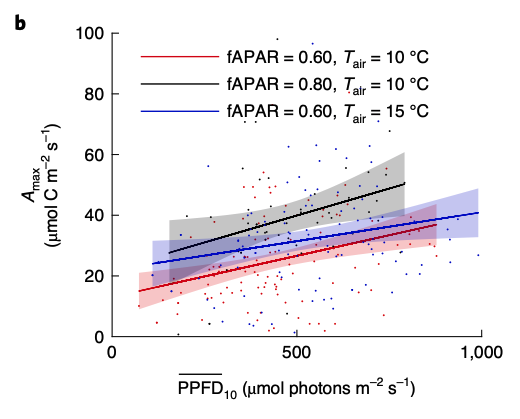 b
100
80
60
40
20
0
A_max
(μmol C m⁻² s⁻¹)
fAPAR = 0.60, T_air = 10 °C
fAPAR = 0.80, T_air = 10 °C
fAPAR = 0.60, T_air = 15 °C
0 500 1,000
P̅P̅F̅D̅₁₀ (μmol photons m⁻² s⁻¹)